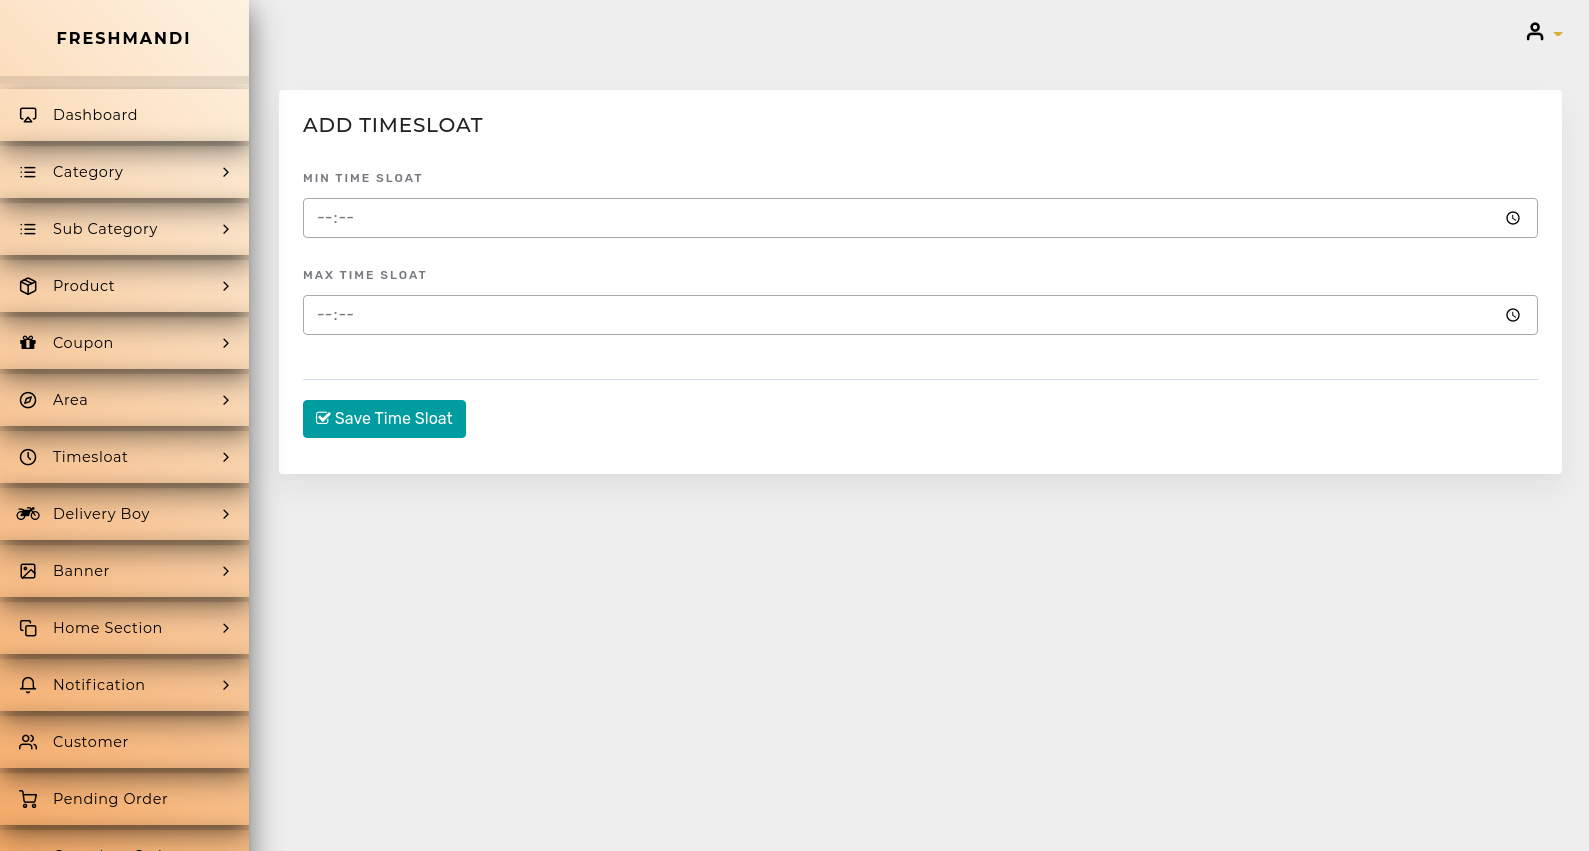 FRESHMANDI
Dashboard
Category
Sub Category
Product
Coupon
Area
Timesloat
Delivery Boy
Banner
Home Section
Notification
Customer
Pending Order
ADD TIMESLOAT
MIN TIME SLOAT
--:--
MAX TIME SLOAT
--:--
Save Time Sloat